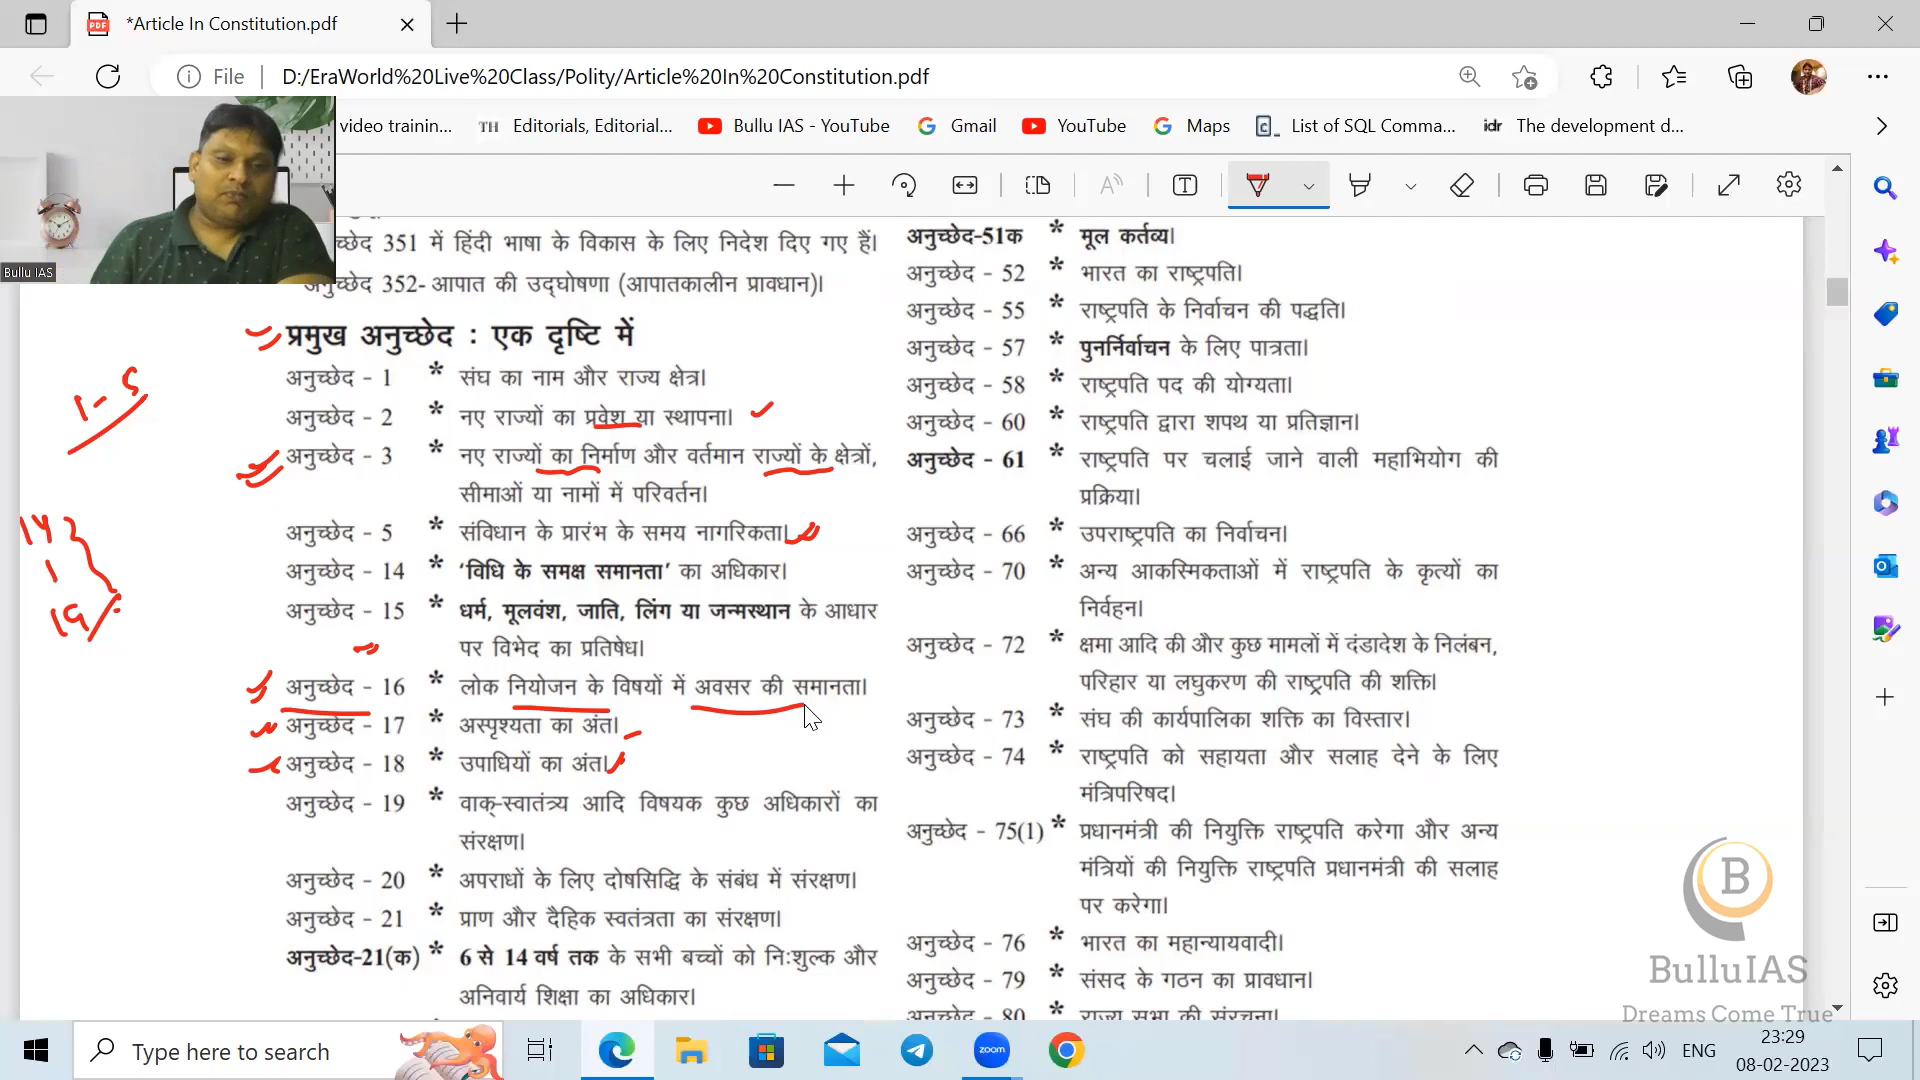 *Article In Constitution.pdf
File
D:/EraWorld%20Live%20Class/Polity/Article%20In%20Constitution.pdf
video trainin...
TH Editorials, Editorial...
Bullu IAS - YouTube
Gmail
YouTube
Maps
List of SQL Comma...
idr The development d...
Bullu IAS
च्छेद 351 में हिंदी भाषा के विकास के लिए निदेश दिए गए हैं।
अनुच्छेद 352- आपात की उद्घोषणा (आपातकालीन प्रावधान)।
प्रमुख अनुच्छेद : एक दृष्टि में
अनुच्छेद - 1 * संघ का नाम और राज्य क्षेत्र।
अनुच्छेद - 2 * नए राज्यों का प्रवेश या स्थापना।
अनुच्छेद - 3 * नए राज्यों का निर्माण और वर्तमान राज्यों के क्षेत्रों,
सीमाओं या नामों में परिवर्तन।
अनुच्छेद - 5 * संविधान के प्रारंभ के समय नागरिकता।
अनुच्छेद - 14 * 'विधि के समक्ष समानता' का अधिकार।
अनुच्छेद - 15 * धर्म, मूलवंश, जाति, लिंग या जन्मस्थान के आधार
पर विभेद का प्रतिषेध।
अनुच्छेद - 16 * लोक नियोजन के विषयों में अवसर की समानता।
अनुच्छेद - 17 * अस्पृश्यता का अंत।
अनुच्छेद - 18 * उपाधियों का अंत।
अनुच्छेद - 19 * वाक्-स्वातंत्र्य आदि विषयक कुछ अधिकारों का
संरक्षण।
अनुच्छेद - 20 * अपराधों के लिए दोषसिद्धि के संबंध में संरक्षण।
अनुच्छेद - 21 * प्राण और दैहिक स्वतंत्रता का संरक्षण।
अनुच्छेद-21(क) * 6 से 14 वर्ष तक के सभी बच्चों को निःशुल्क और
अनिवार्य शिक्षा का अधिकार।
1-5
14
1
19
अनुच्छेद-51क * मूल कर्तव्य।
अनुच्छेद - 52 * भारत का राष्ट्रपति।
अनुच्छेद - 55 * राष्ट्रपति के निर्वाचन की पद्धति।
अनुच्छेद - 57 * पुनर्निर्वाचन के लिए पात्रता।
अनुच्छेद - 58 * राष्ट्रपति पद की योग्यता।
अनुच्छेद - 60 * राष्ट्रपति द्वारा शपथ या प्रतिज्ञान।
अनुच्छेद - 61 * राष्ट्रपति पर चलाई जाने वाली महाभियोग की
प्रक्रिया।
अनुच्छेद - 66 * उपराष्ट्रपति का निर्वाचन।
अनुच्छेद - 70 * अन्य आकस्मिकताओं में राष्ट्रपति के कृत्यों का
निर्वहन।
अनुच्छेद - 72 * क्षमा आदि की और कुछ मामलों में दंडादेश के निलंबन,
परिहार या लघुकरण की राष्ट्रपति की शक्ति।
अनुच्छेद - 73 * संघ की कार्यपालिका शक्ति का विस्तार।
अनुच्छेद - 74 * राष्ट्रपति को सहायता और सलाह देने के लिए
मंत्रिपरिषद।
अनुच्छेद - 75(1) * प्रधानमंत्री की नियुक्ति राष्ट्रपति करेगा और अन्य
मंत्रियों की नियुक्ति राष्ट्रपति प्रधानमंत्री की सलाह
पर करेगा।
अनुच्छेद - 76 * भारत का महान्यायवादी।
अनुच्छेद - 79 * संसद के गठन का प्रावधान।
अनुच्छेद - 80 * राज्य सभा की संरचना।
B
BulluIAS
Dreams Come True
Type here to search
zoom
ENG
23:29
08-02-2023